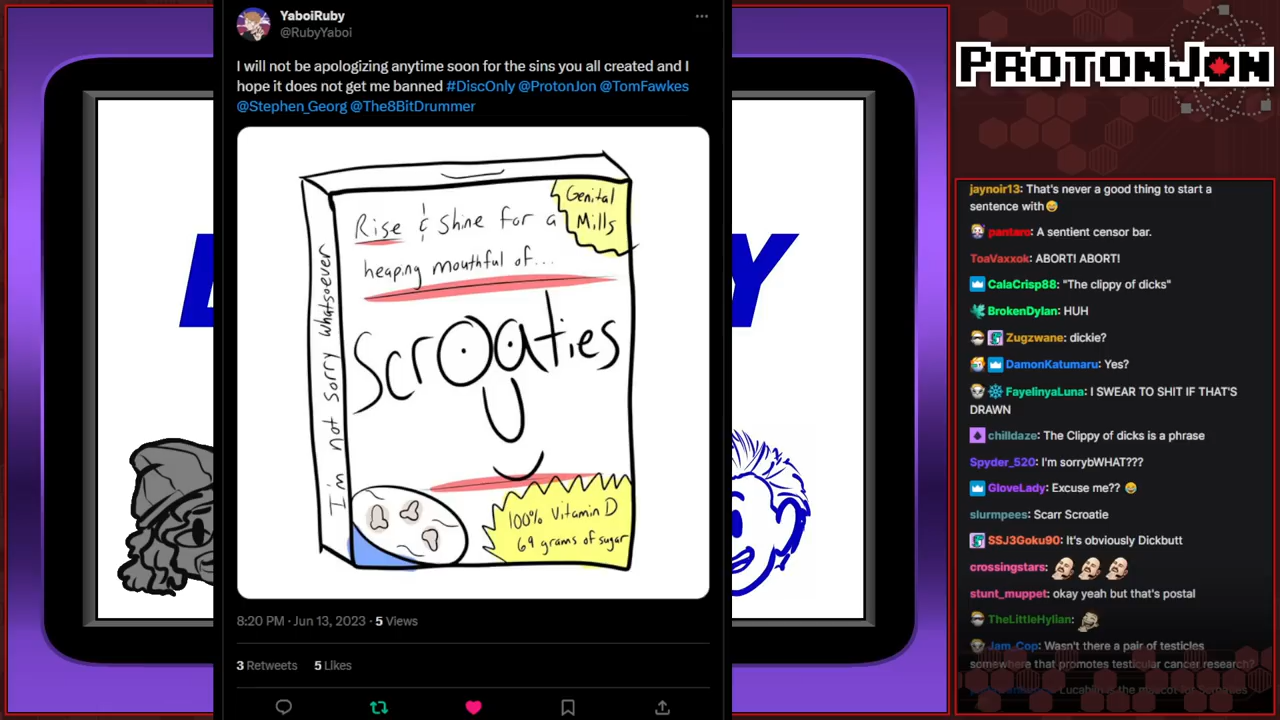 YaboiRuby
@RubyYaboi
I will not be apologizing anytime soon for the sins you all created and I
hope it does not get me banned #DiscOnly @ProtonJon @TomFawkes
@Stephen_Georg @The8BitDrummer
Genital
Mills
Rise & shine for a
heaping mouthful of...
Scroaties
I'm not sorry whatsoever
100% Vitamin D
69 grams of sugar
8:20 PM · Jun 13, 2023 · 5 Views
3 Retweets 5 Likes
Y
PROTONJON
jaynoir13: That's never a good thing to start a
sentence with
pantaro: A sentient censor bar.
ToaVaxxok: ABORT! ABORT!
CalaCrisp88: "The clippy of dicks"
BrokenDylan: HUH
Zugzwane: dickie?
DamonKatumaru: Yes?
FayelinyaLuna: I SWEAR TO SHIT IF THAT'S
DRAWN
chilldaze: The Clippy of dicks is a phrase
Spyder_520: I'm sorrybWHAT???
GloveLady: Excuse me??
slurmpees: Scarr Scroatie
SSJ3Goku90: It's obviously Dickbutt
crossingstars:
stunt_muppet: okay yeah but that's postal
TheLittleHylian:
Jam_Cop: Wasn't there a pair of testicles
somewhere that promotes testicular cancer research?